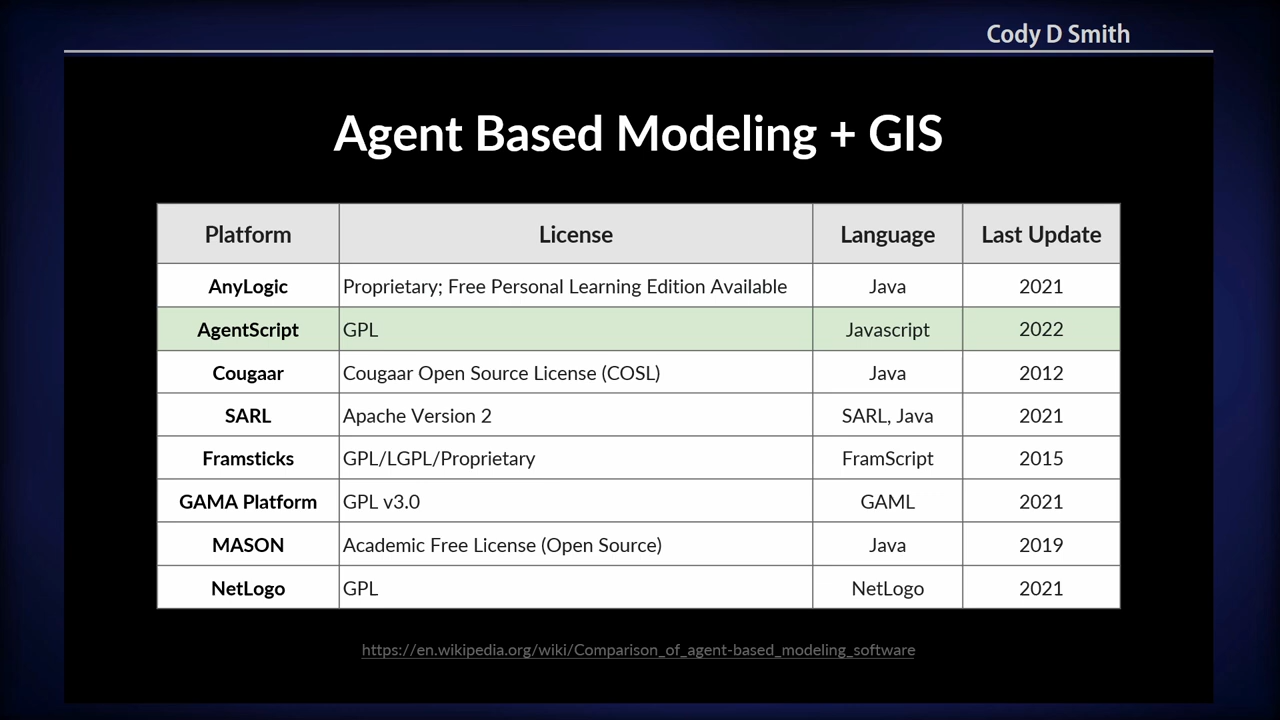 Cody D Smith
Agent Based Modeling + GIS
Platform License Language Last Update
AnyLogic Proprietary; Free Personal Learning Edition Available Java 2021
AgentScript GPL Javascript 2022
Cougaar Cougaar Open Source License (COSL) Java 2012
SARL Apache Version 2 SARL, Java 2021
Framsticks GPL/LGPL/Proprietary FramScript 2015
GAMA Platform GPL v3.0 GAML 2021
MASON Academic Free License (Open Source) Java 2019
NetLogo GPL NetLogo 2021
https://en.wikipedia.org/wiki/Comparison_of_agent-based_modeling_software